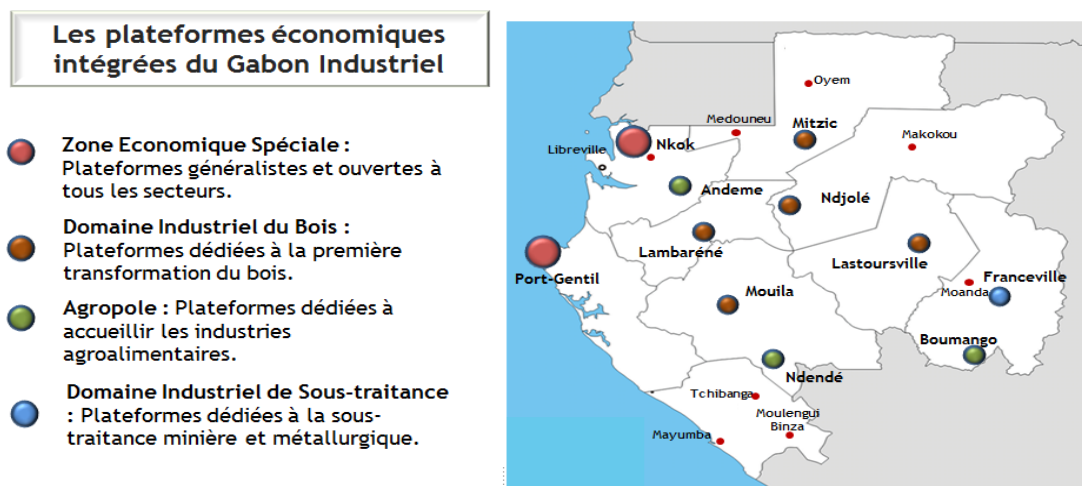 Les plateformes économiques
intégrées du Gabon Industriel
Zone Economique Spéciale :
Plateformes généralistes et ouvertes à
tous les secteurs.
Domaine Industriel du Bois :
Plateformes dédiées à la première
transformation du bois.
Agropole : Plateformes dédiées à
accueillir les industries
agroalimentaires.
Domaine Industriel de Sous-traitance
: Plateformes dédiées à la sous-
traitance minière et métallurgique.
Oyem
Medouneu
Mitzic
Makokou
Libreville
Nkok
Andeme
Ndjolé
Lambaréné
Lastoursville
Port-Gentil
Franceville
Moanda
Mouila
Boumango
Ndendé
Tchibanga
Moulengui
Binza
Mayumba